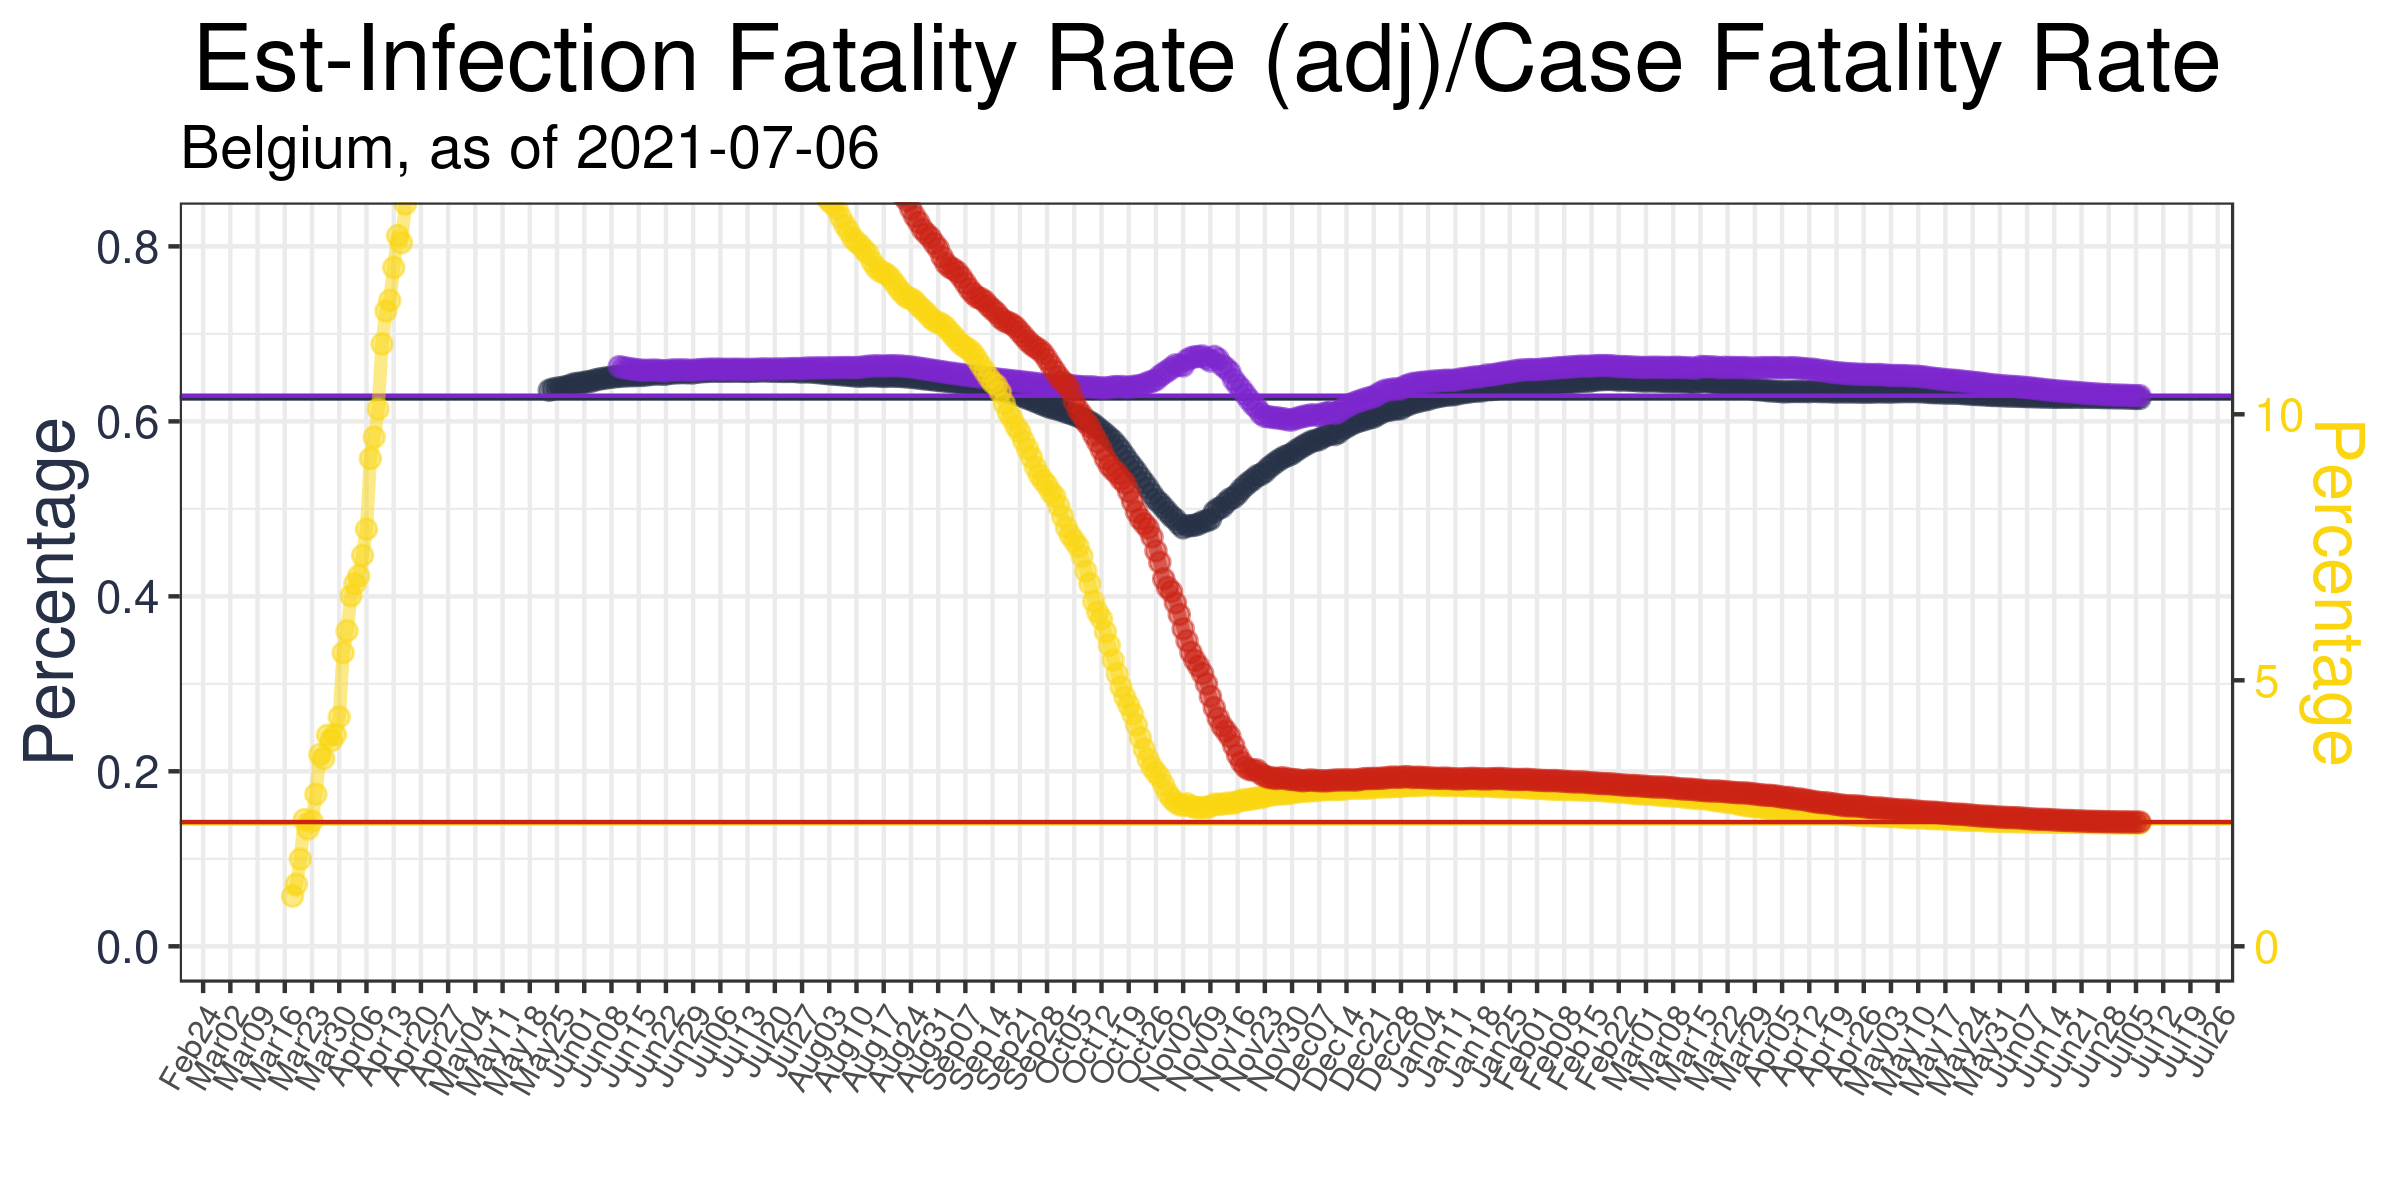 Est-Infection Fatality Rate (adj)/Case Fatality Rate
Belgium, as of 2021-07-06
Percentage
0.8
0.6
0.4
0.2
0.0
10
5
0
Percentage
Feb24
Mar02
Mar09
Mar16
Mar23
Mar30
Apr06
Apr13
Apr20
Apr27
May04
May11
May18
May25
Jun01
Jun08
Jun15
Jun22
Jun29
Jul06
Jul13
Jul20
Jul27
Aug03
Aug10
Aug17
Aug24
Aug31
Sep07
Sep14
Sep21
Sep28
Oct05
Oct12
Oct19
Oct26
Nov02
Nov09
Nov16
Nov23
Nov30
Dec07
Dec14
Dec21
Dec28
Jan04
Jan11
Jan18
Jan25
Feb01
Feb08
Feb15
Feb22
Mar01
Mar08
Mar15
Mar22
Mar29
Apr05
Apr12
Apr19
Apr26
May03
May10
May17
May24
May31
Jun07
Jun14
Jun21
Jun28
Jul05
Jul12
Jul19
Jul26